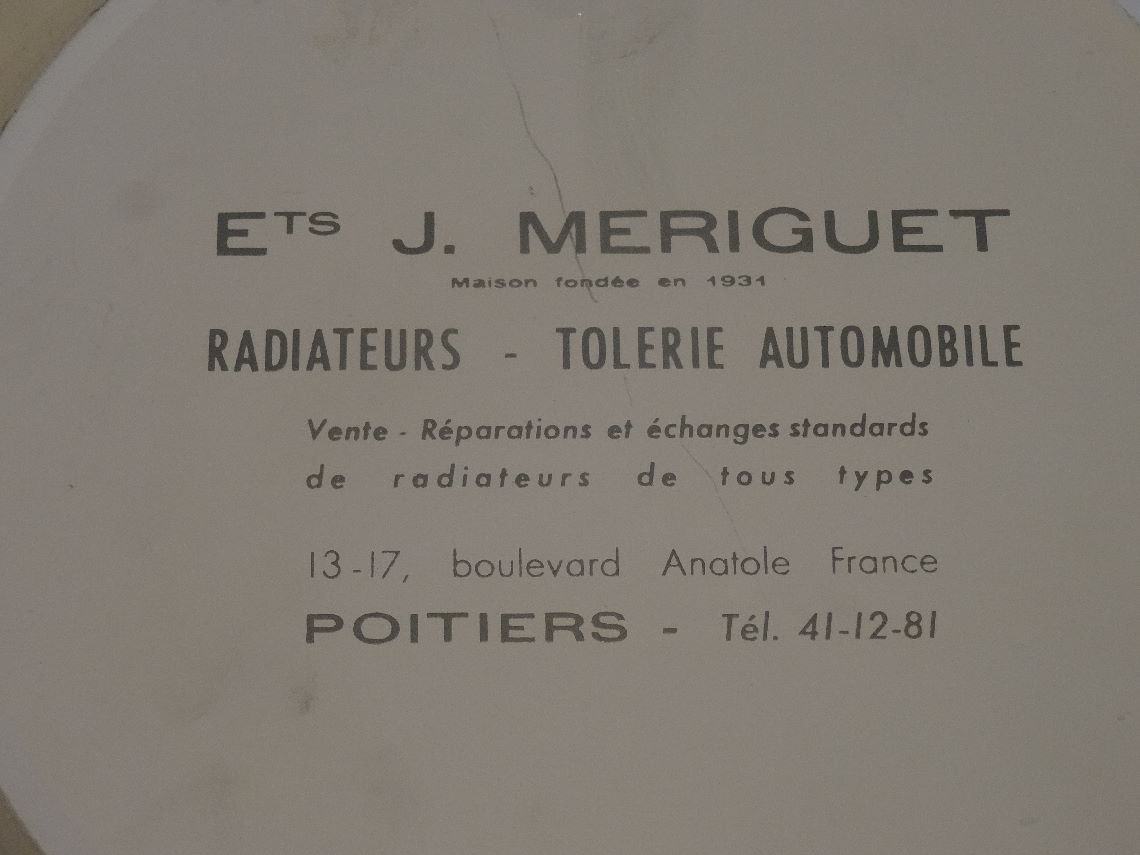 ETS J. MERIGUET
Maison fondée en 1931
RADIATEURS - TOLERIE AUTOMOBILE
Vente - Réparations et échanges standards
de radiateurs de tous types
13-17, boulevard Anatole France
POITIERS - Tél. 41-12-81